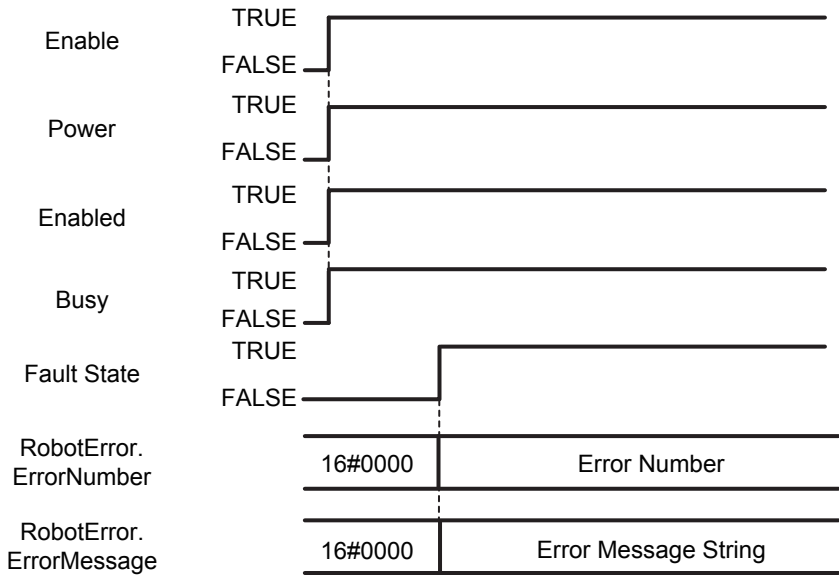 Enable
TRUE
FALSE
Power
TRUE
FALSE
Enabled
TRUE
FALSE
Busy
TRUE
FALSE
Fault State
TRUE
FALSE
RobotError.
ErrorNumber
16#0000
Error Number
RobotError.
ErrorMessage
16#0000
Error Message String